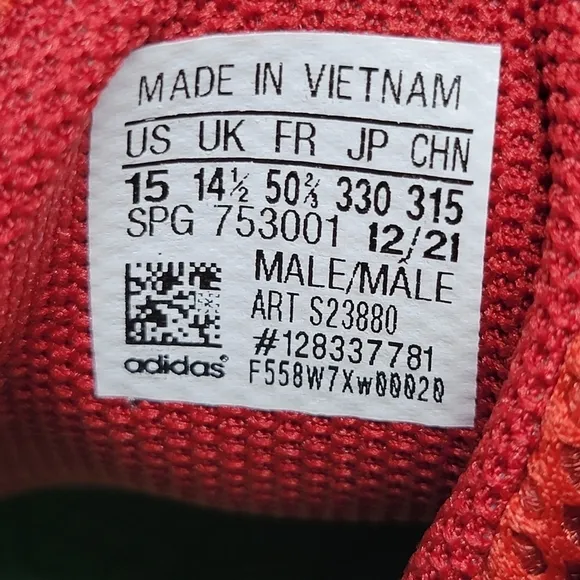 MADE IN VIETNAM
US UK FR JP CHN
15 14½ 50⅔ 330 315
SPG 753001 12/21
MALE/MÂLE
ART S23880
#128337781
adidas® F558W7Xw00020